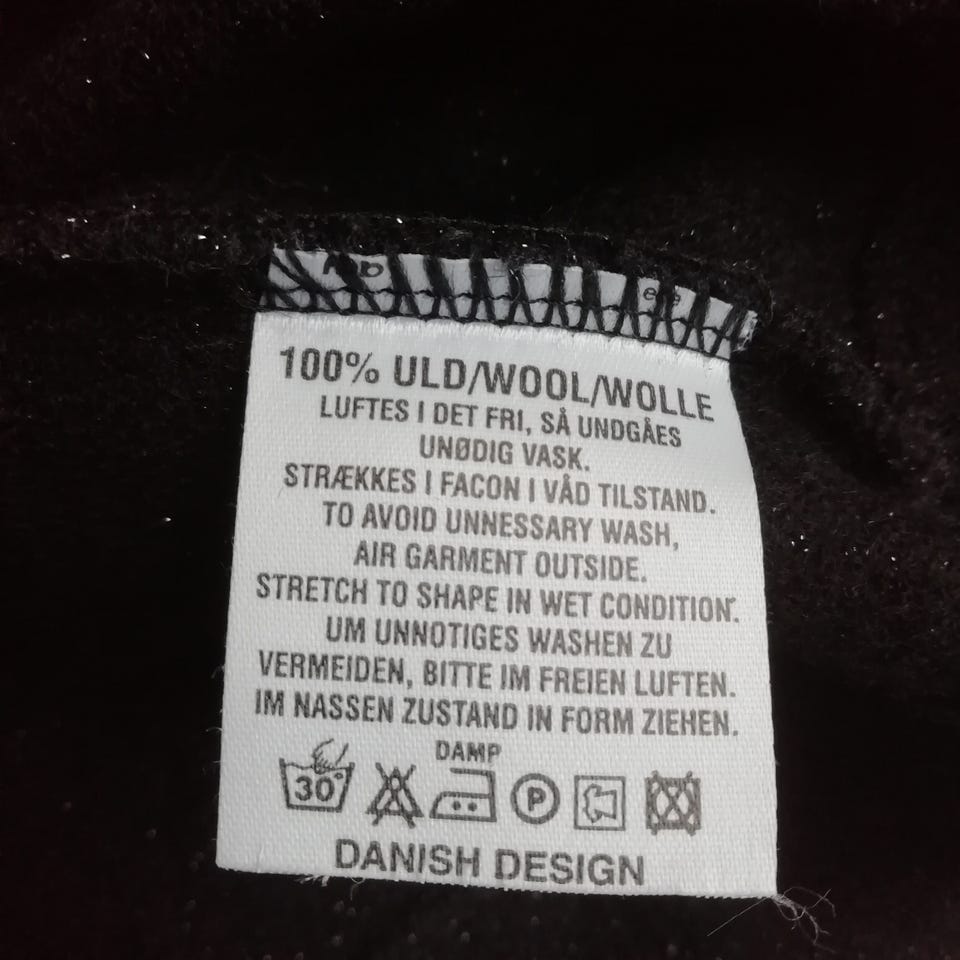 100% ULD/WOOL/WOLLE
LUFTES I DET FRI, SÅ UNDGÅES
UNØDIG VASK.
STRÆKKES I FACON I VÅD TILSTAND.
TO AVOID UNNESSARY WASH,
AIR GARMENT OUTSIDE.
STRETCH TO SHAPE IN WET CONDITION.
UM UNNOTIGES WASHEN ZU
VERMEIDEN, BITTE IM FREIEN LUFTEN.
IM NASSEN ZUSTAND IN FORM ZIEHEN.
DAMP
30° P
DANISH DESIGN